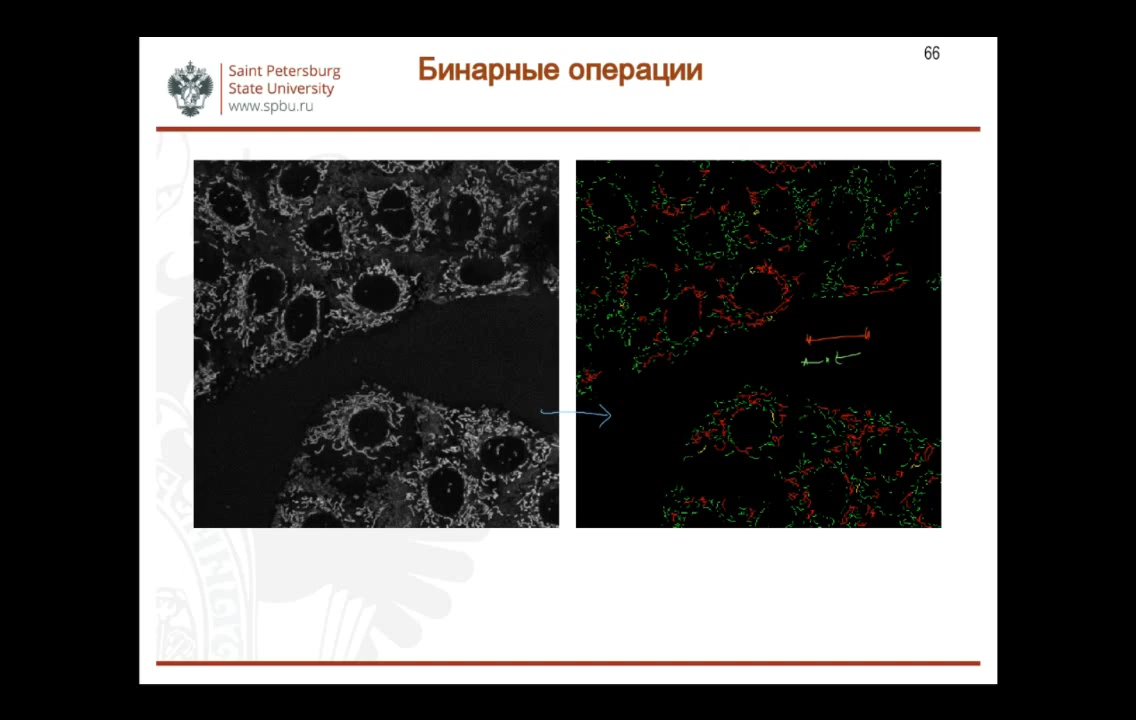 66
Saint Petersburg
State University
www.spbu.ru
Бинарные операции